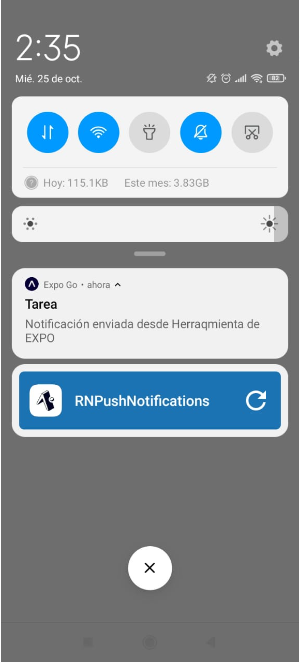 2:35
Mié. 25 de oct.
83
Hoy: 115.1KB Este mes: 3.83GB
Expo Go • ahora
Tarea
Notificación enviada desde Herraqmienta de
EXPO
RNPushNotifications